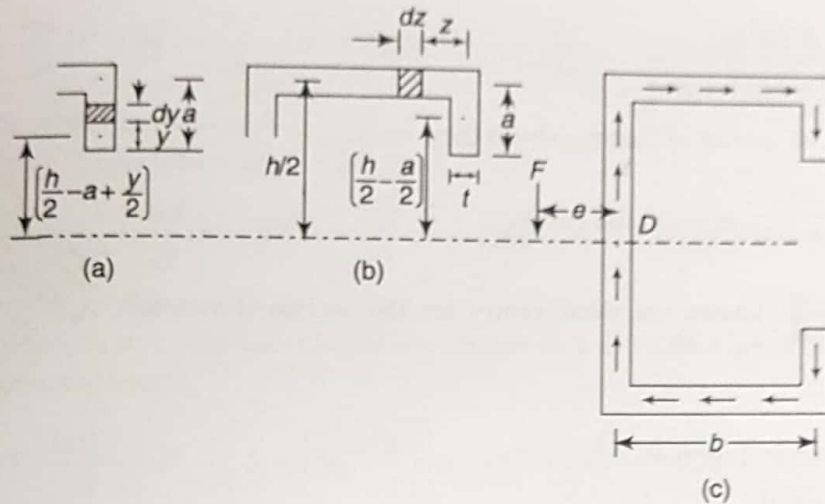 dz
z
dy
a
y
h/2
a
t
(h/2 − a + y/2)
(h/2 − a/2)
F
e
D
b
(a)
(b)
(c)